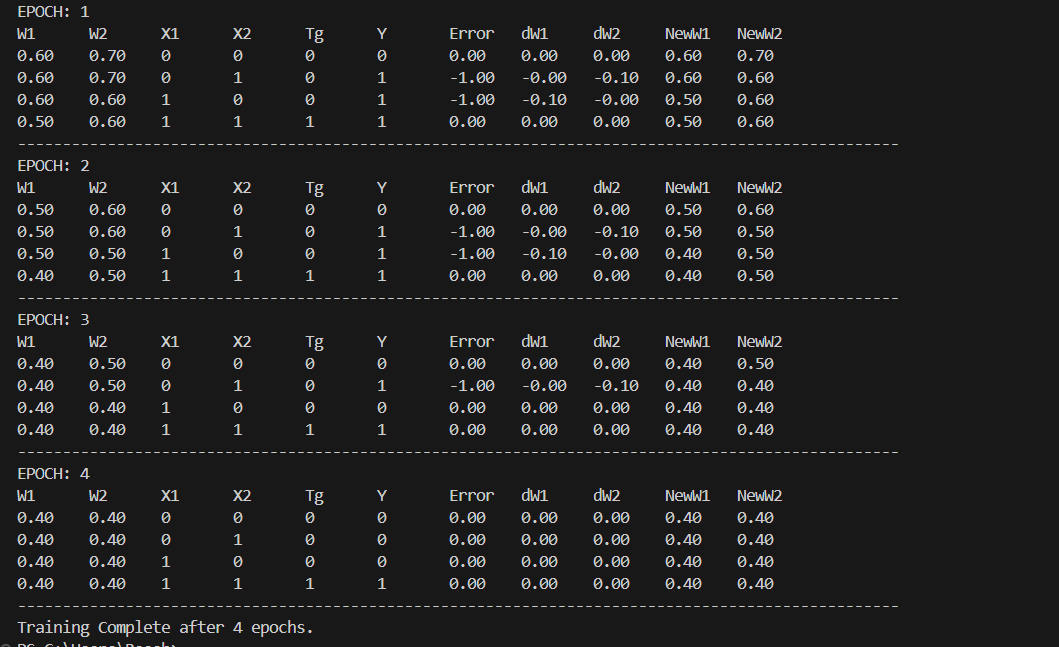 EPOCH: 1
W1 W2 X1 X2 Tg Y Error dW1 dW2 NewW1 NewW2
0.60 0.70 0 0 0 0 0.00 0.00 0.00 0.60 0.70
0.60 0.70 0 1 0 1 -1.00 -0.00 -0.10 0.60 0.60
0.60 0.60 1 0 0 1 -1.00 -0.10 -0.00 0.50 0.60
0.50 0.60 1 1 1 1 0.00 0.00 0.00 0.50 0.60
--------------------------------------------------------------------------------------------------
EPOCH: 2
W1 W2 X1 X2 Tg Y Error dW1 dW2 NewW1 NewW2
0.50 0.60 0 0 0 0 0.00 0.00 0.00 0.50 0.60
0.50 0.60 0 1 0 1 -1.00 -0.00 -0.10 0.50 0.50
0.50 0.50 1 0 0 1 -1.00 -0.10 -0.00 0.40 0.50
0.40 0.50 1 1 1 1 0.00 0.00 0.00 0.40 0.50
--------------------------------------------------------------------------------------------------
EPOCH: 3
W1 W2 X1 X2 Tg Y Error dW1 dW2 NewW1 NewW2
0.40 0.50 0 0 0 0 0.00 0.00 0.00 0.40 0.50
0.40 0.50 0 1 0 1 -1.00 -0.00 -0.10 0.40 0.40
0.40 0.40 1 0 0 0 0.00 0.00 0.00 0.40 0.40
0.40 0.40 1 1 1 1 0.00 0.00 0.00 0.40 0.40
--------------------------------------------------------------------------------------------------
EPOCH: 4
W1 W2 X1 X2 Tg Y Error dW1 dW2 NewW1 NewW2
0.40 0.40 0 0 0 0 0.00 0.00 0.00 0.40 0.40
0.40 0.40 0 1 0 0 0.00 0.00 0.00 0.40 0.40
0.40 0.40 1 0 0 0 0.00 0.00 0.00 0.40 0.40
0.40 0.40 1 1 1 1 0.00 0.00 0.00 0.40 0.40
--------------------------------------------------------------------------------------------------
Training Complete after 4 epochs.